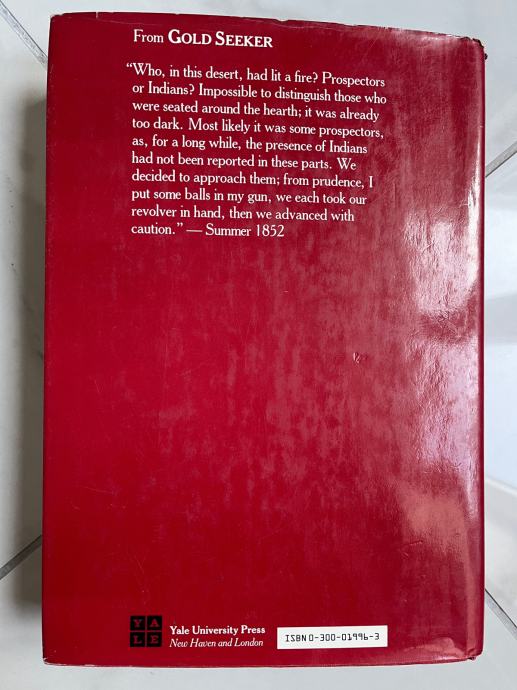 From GOLD SEEKER
“Who, in this desert, had lit a fire? Prospectors
or Indians? Impossible to distinguish those who
were seated around the hearth; it was already
too dark. Most likely it was some prospectors,
as, for a long while, the presence of Indians
had not been reported in these parts. We
decided to approach them; from prudence, I
put some balls in my gun, we each took our
revolver in hand, then we advanced with
caution.” — Summer 1852
YALE
Yale University Press
New Haven and London
ISBN 0-300-01996-3